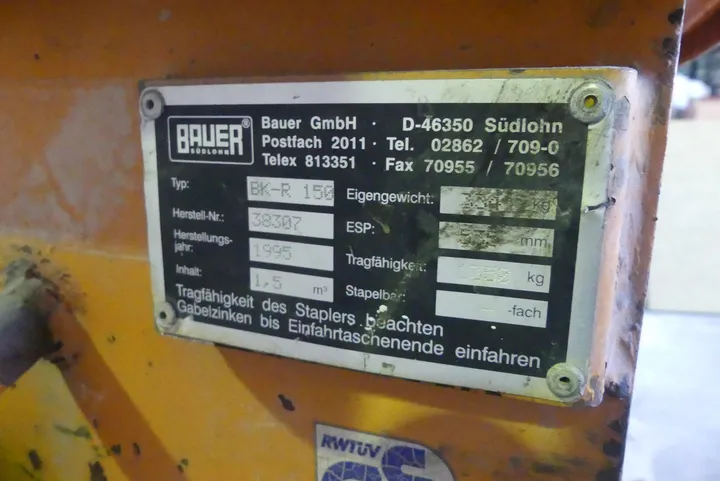 BAUER®
SÜDLOHN
Bauer GmbH · D-46350 Südlohn
Postfach 2011 · Tel. 02862 / 709-0
Telex 813351 · Fax 70955 / 70956
Typ: BK-R 150
Herstell-Nr.: 38307
Herstellungs-
jahr: 1995
Inhalt: 1,5 m³
Eigengewicht: kg
ESP: mm
Tragfähigkeit: kg
Stapelbar: -fach
Tragfähigkeit des Staplers beachten
Gabelzinken bis Einfahrtaschenende einfahren
RWTÜV